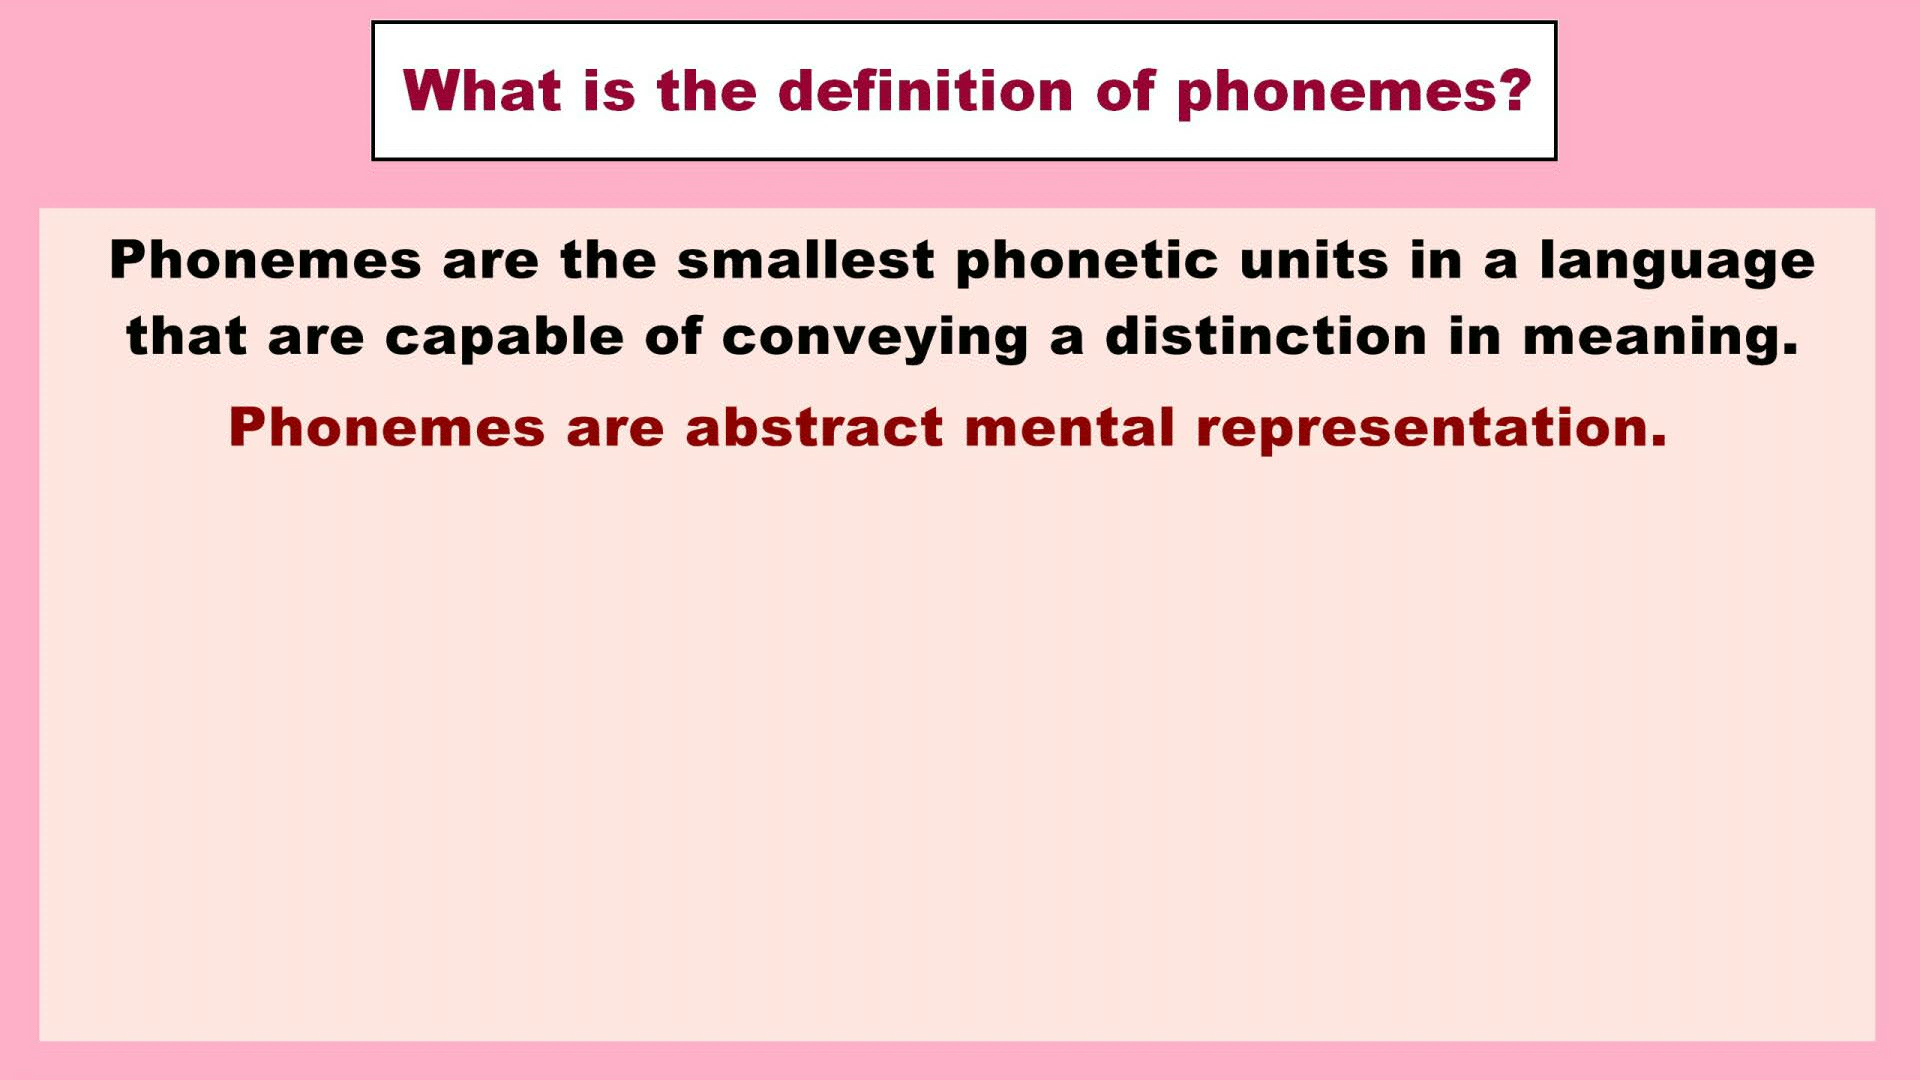 What is the definition of phonemes?
Phonemes are the smallest phonetic units in a language
that are capable of conveying a distinction in meaning.
Phonemes are abstract mental representation.